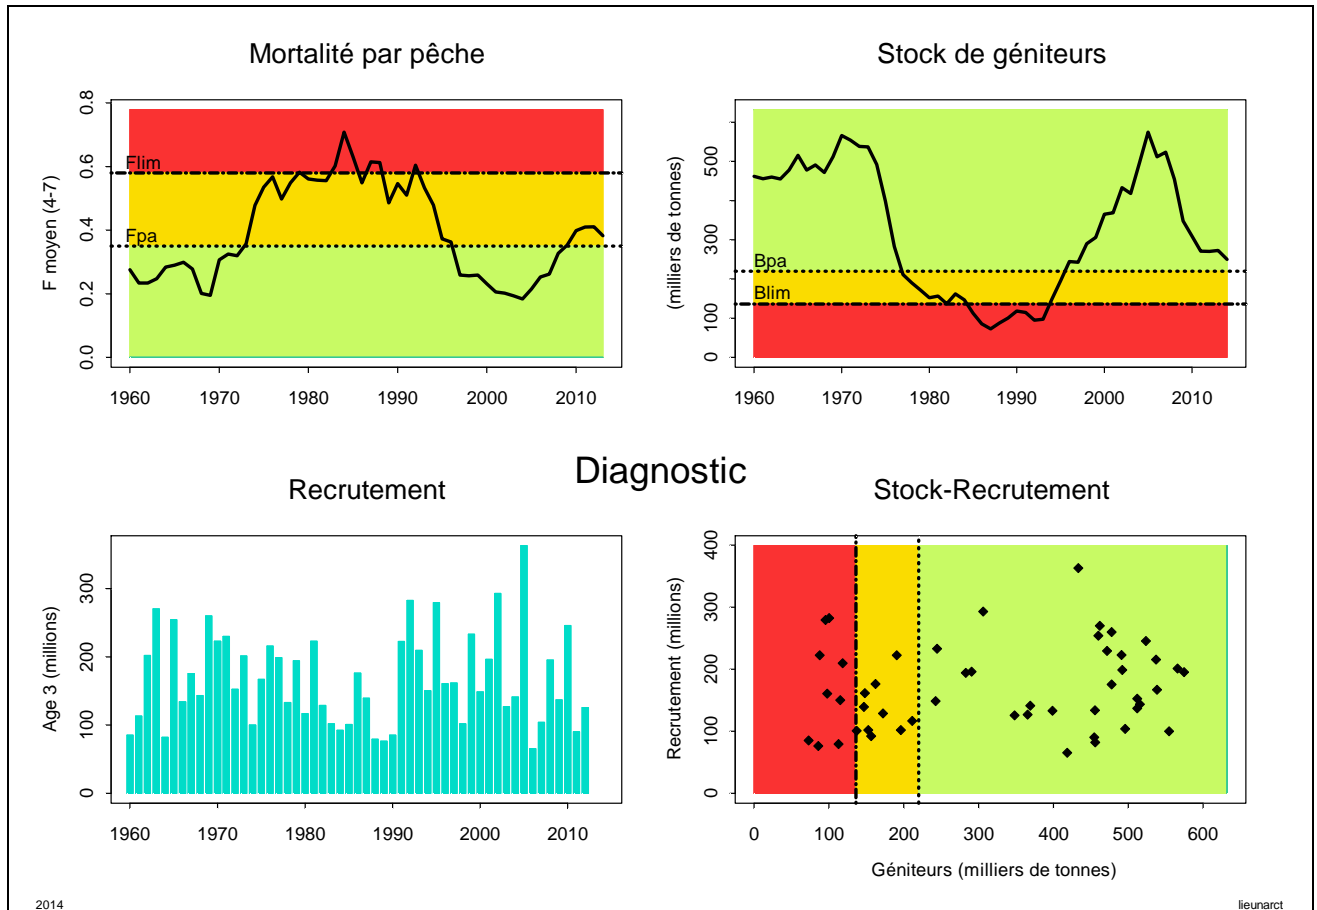 Mortalité par pêche
F moyen (4-7)
0.0 0.2 0.4 0.6 0.8
Flim
Fpa
1960 1970 1980 1990 2000 2010
Stock de géniteurs
(milliers de tonnes)
0 100 300 500
Bpa
Blim
1960 1970 1980 1990 2000 2010
Diagnostic
Recrutement
Age 3 (millions)
0 100 200 300
1960 1970 1980 1990 2000 2010
Stock-Recrutement
Recrutement (millions)
0 100 200 300 400
0 100 200 300 400 500 600
Géniteurs (milliers de tonnes)
2014
lieunarct